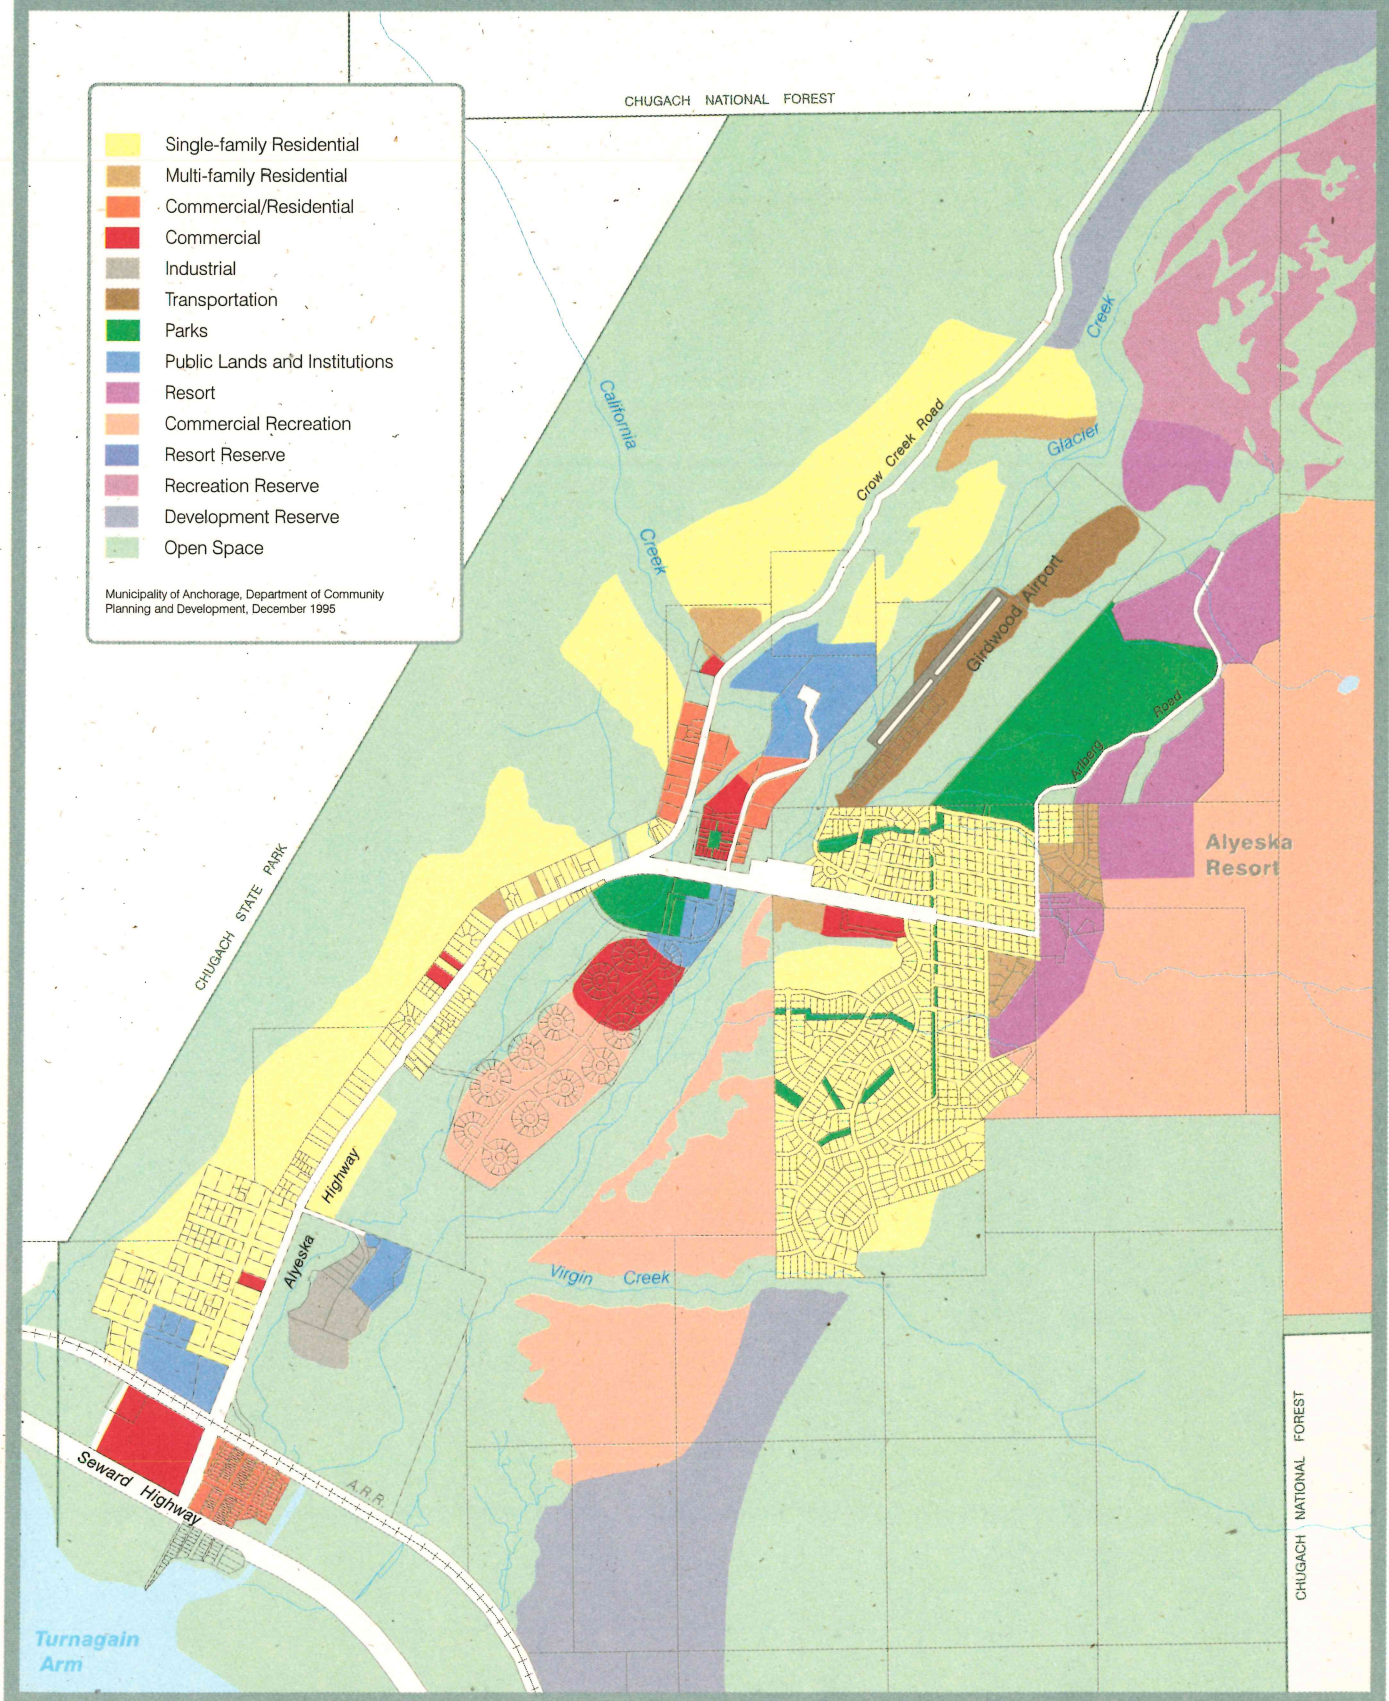 CHUGACH NATIONAL FOREST
Single-family Residential
Multi-family Residential
Commercial/Residential
Commercial
Industrial
Transportation
Parks
Public Lands and Institutions
Resort
Commercial Recreation
Resort Reserve
Recreation Reserve
Development Reserve
Open Space
Municipality of Anchorage, Department of Community
Planning and Development, December 1995
Creek
California
Crow Creek Road
Glacier
Creek
Girdwood Airport
Arlberg Road
Alyeska
Resort
CHUGACH STATE PARK
Highway
Alyeska
Virgin Creek
Seward Highway
A.R.R.
CHUGACH NATIONAL FOREST
Turnagain
Arm